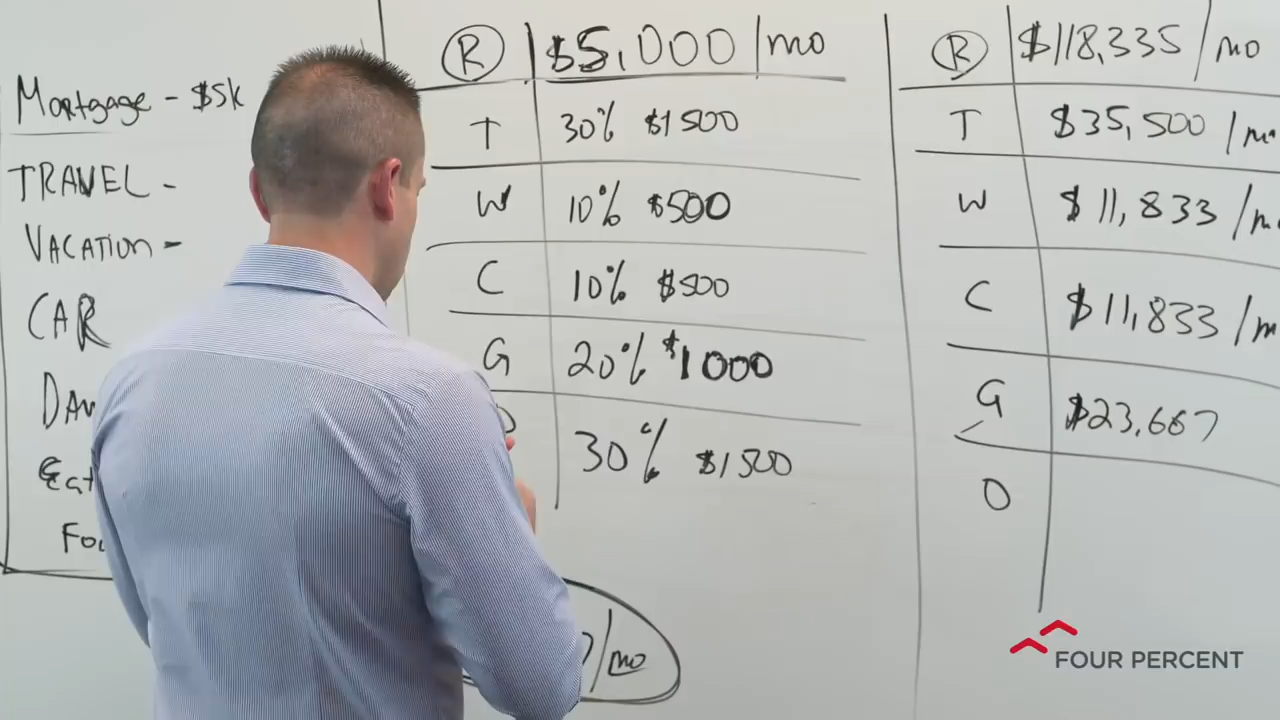 Mortgage - $5k
TRAVEL -
VACATION -
CAR
R $5,000 /mo
T 30% $1500
W 10% $500
C 10% $500
G 20% $1000
30% $1500
/mo
R $118,335 /mo
T $35,500 /m
W $11,833 /m
C $11,833 /m
G $23,667
O
FOUR PERCENT